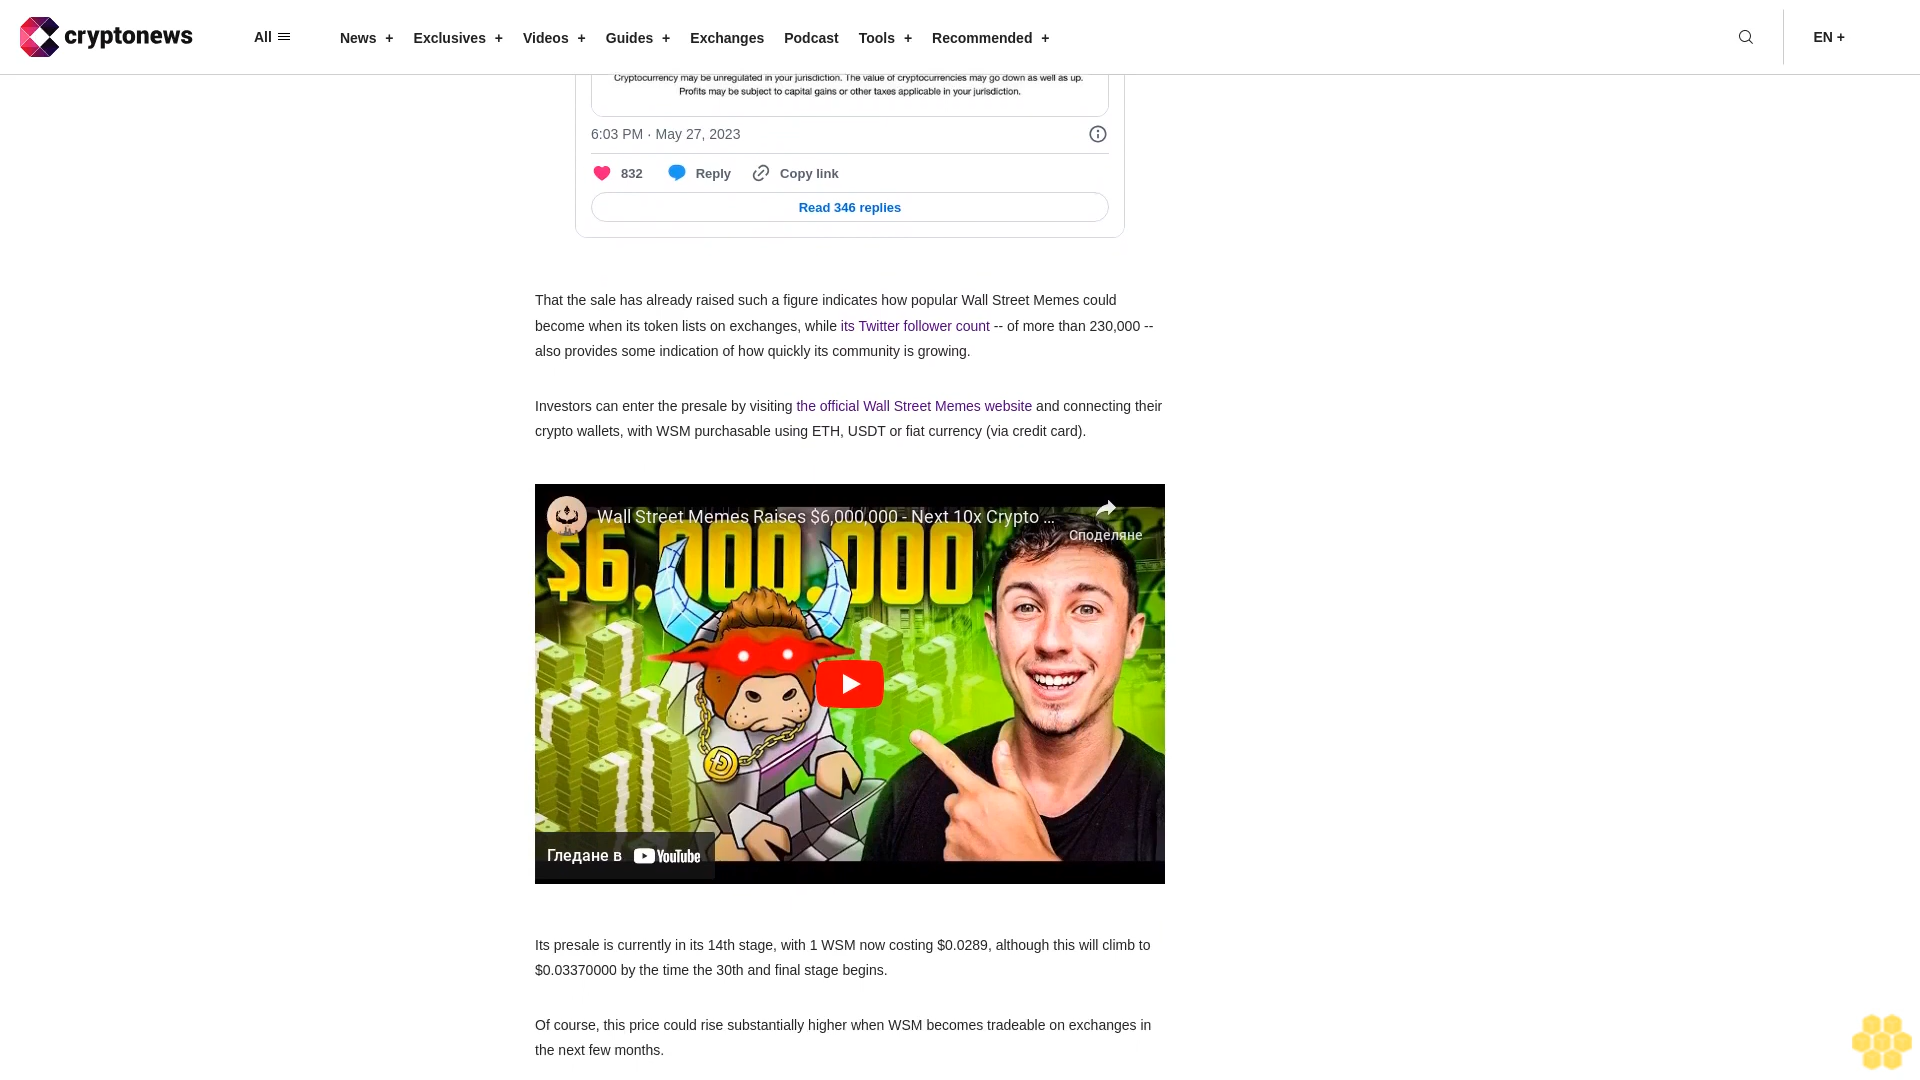 cryptonews
All
News +
Exclusives +
Videos +
Guides +
Exchanges
Podcast
Tools +
Recommended +
EN +
Cryptocurrency may be unregulated in your jurisdiction. The value of cryptocurrencies may go down as well as up.
Profits may be subject to capital gains or other taxes applicable in your jurisdiction.
6:03 PM · May 27, 2023
832
Reply
Copy link
Read 346 replies
That the sale has already raised such a figure indicates how popular Wall Street Memes could
become when its token lists on exchanges, while its Twitter follower count -- of more than 230,000 --
also provides some indication of how quickly its community is growing.
Investors can enter the presale by visiting the official Wall Street Memes website and connecting their
crypto wallets, with WSM purchasable using ETH, USDT or fiat currency (via credit card).
Wall Street Memes Raises $6,000,000 - Next 10x Crypto ...
Споделяне
$6,000,000
Гледане в YouTube
Its presale is currently in its 14th stage, with 1 WSM now costing $0.0289, although this will climb to
$0.03370000 by the time the 30th and final stage begins.
Of course, this price could rise substantially higher when WSM becomes tradeable on exchanges in
the next few months.